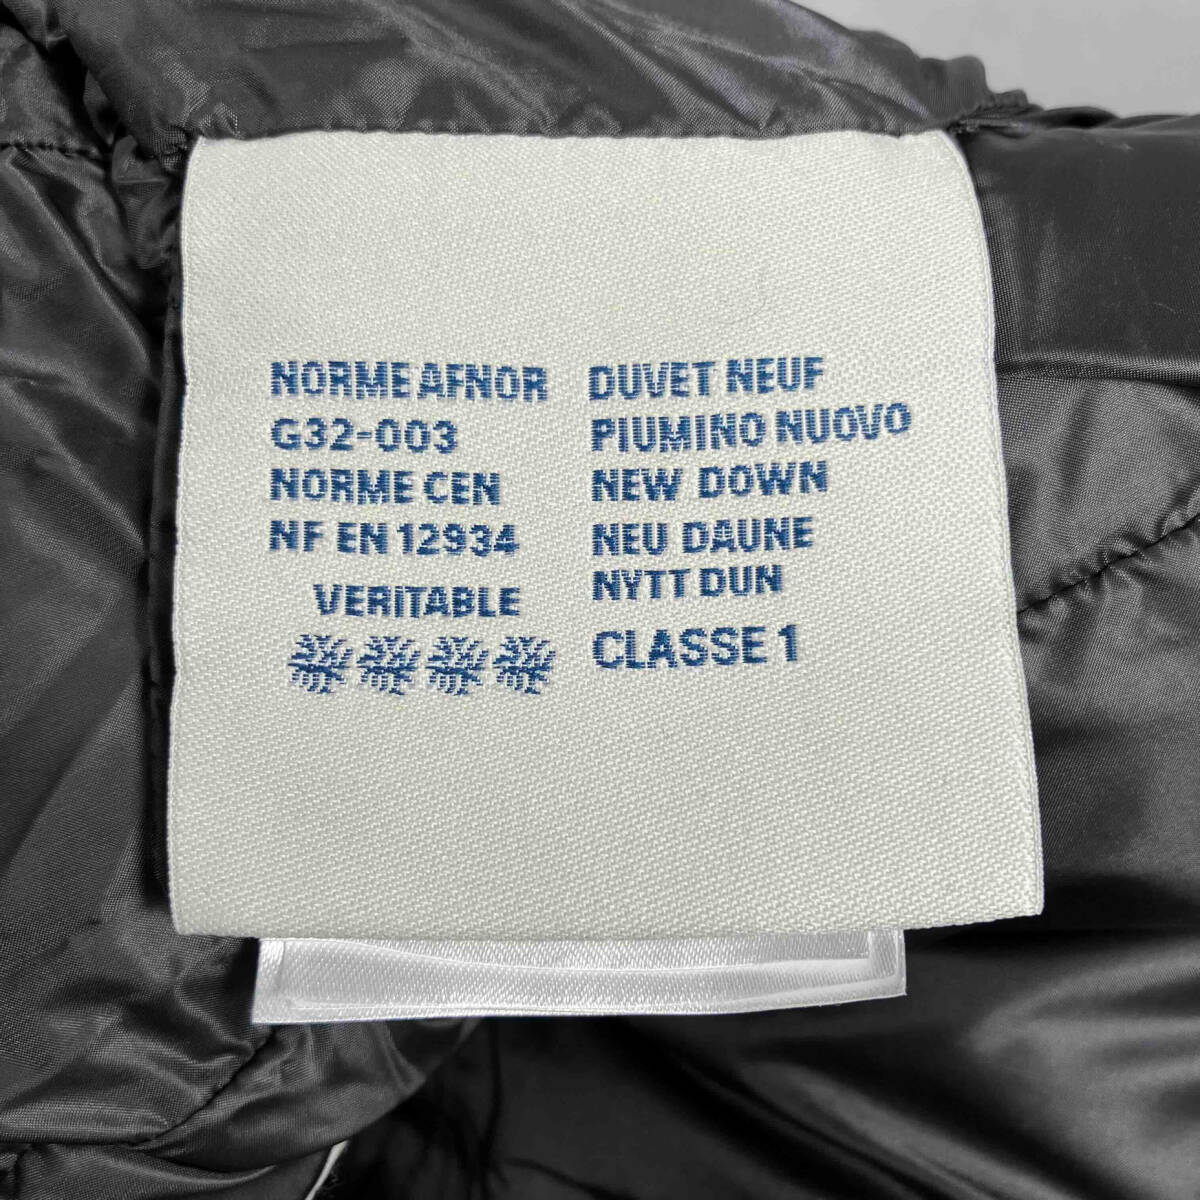 NORME AFNOR
G32-003
NORME CEN
NF EN 12934
VERITABLE
DUVET NEUF
PIUMINO NUOVO
NEW DOWN
NEU DAUNE
NYTT DUN
CLASSE 1